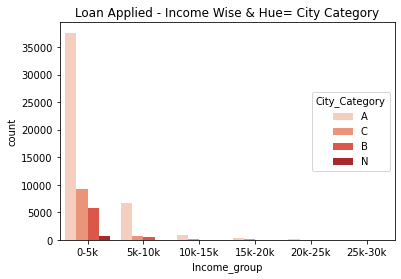 Loan Applied - Income Wise & Hue= City Category
35000
30000
25000
20000
15000
10000
5000
0
count
City_Category
A
C
B
N
0-5k 5k-10k 10k-15k 15k-20k 20k-25k 25k-30k
Income_group